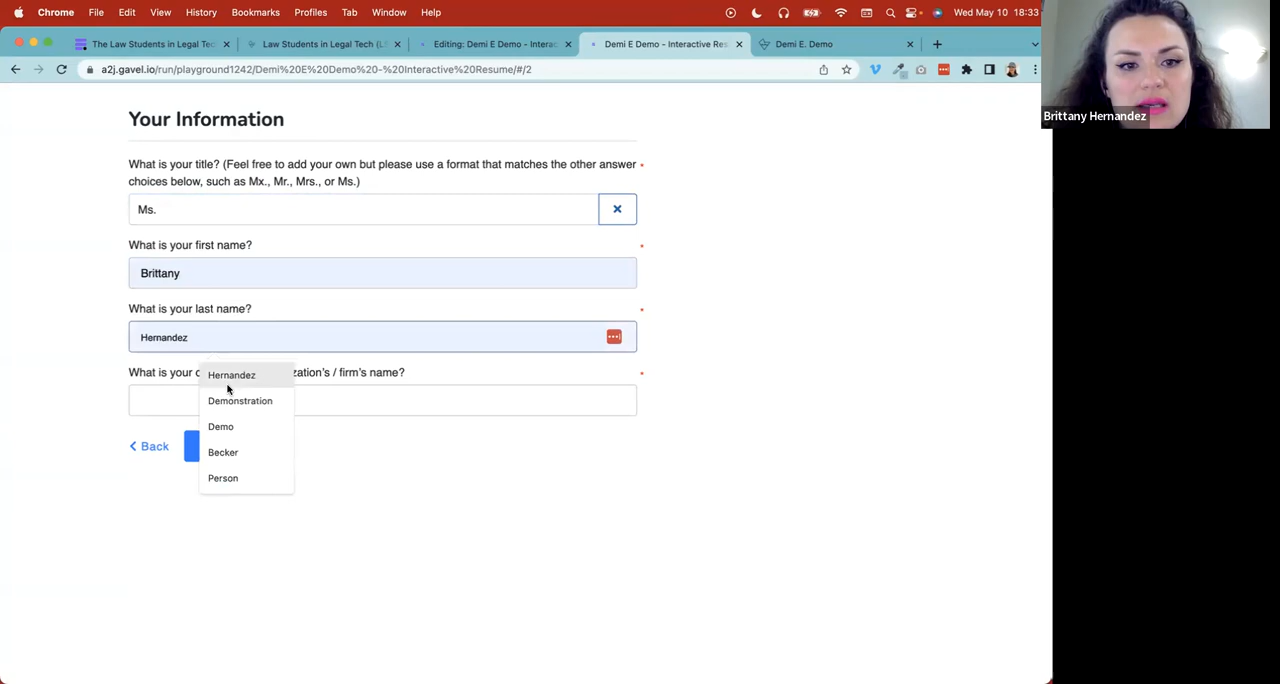 Chrome File Edit View History Bookmarks Profiles Tab Window Help Wed May 10 18:33
The Law Students in Legal Tec
Law Students in Legal Tech (L
Editing: Demi E Demo - Interac
Demi E Demo - Interactive Res
Demi E. Demo
a2j.gavel.io/run/playground1242/Demi%20E%20Demo%20-%20Interactive%20Resume/#/2
Brittany Hernandez
Your Information
What is your title? (Feel free to add your own but please use a format that matches the other answer
choices below, such as Mx., Mr., Mrs., or Ms.)
Ms.
What is your first name?
Brittany
What is your last name?
Hernandez
What is your zation's / firm's name?
Hernandez
Demonstration
Demo
Becker
Person
Back